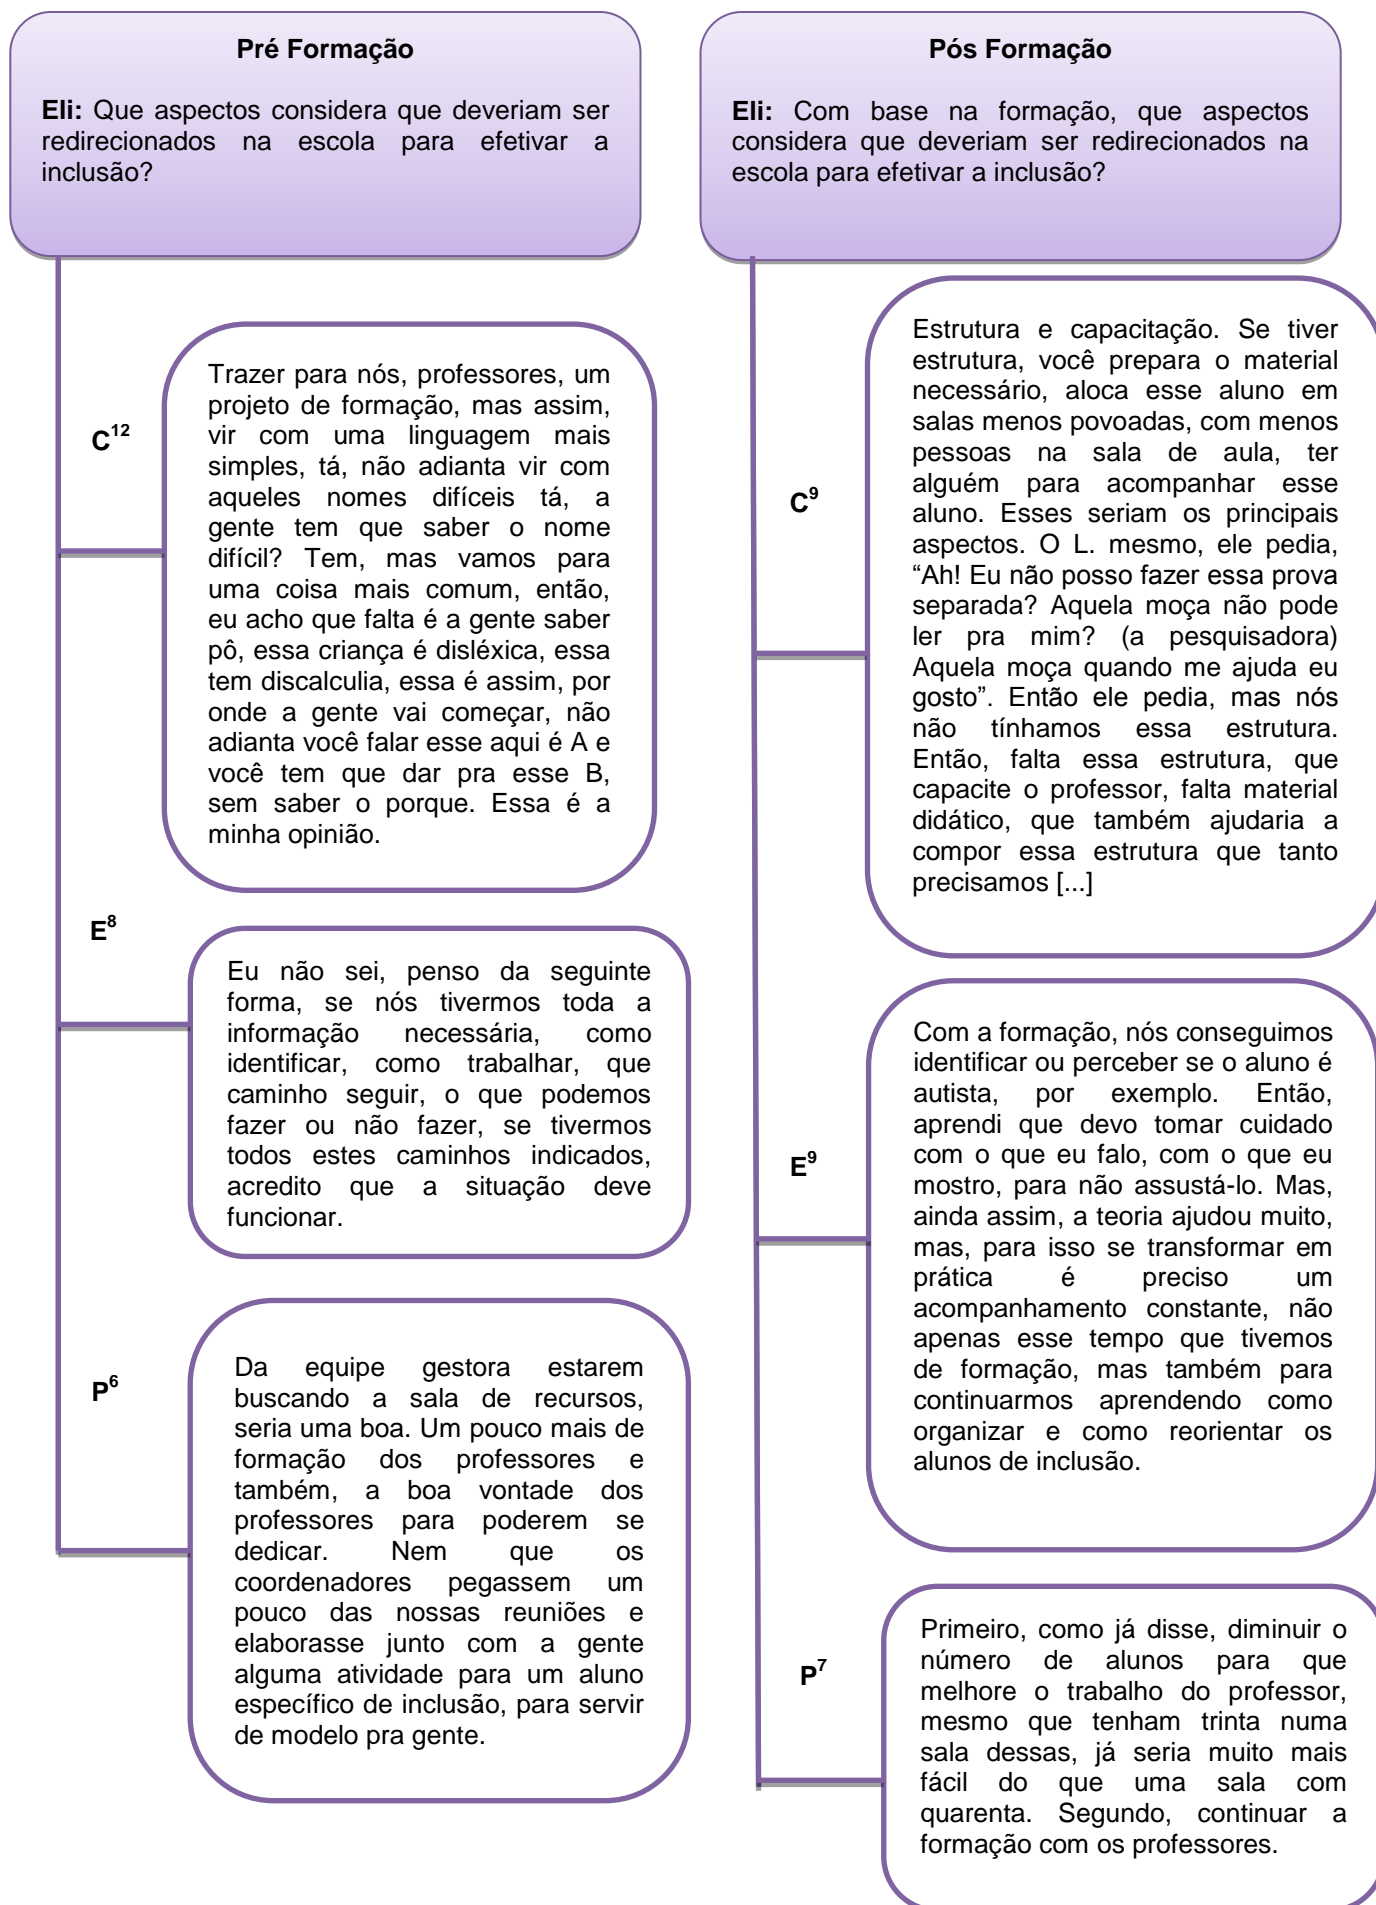 Pré Formação
Eli: Que aspectos considera que deveriam ser
redirecionados na escola para efetivar a
inclusão?
C12
Trazer para nós, professores, um
projeto de formação, mas assim,
vir com uma linguagem mais
simples, tá, não adianta vir com
aqueles nomes difíceis tá, a
gente tem que saber o nome
difícil? Tem, mas vamos para
uma coisa mais comum, então,
eu acho que falta é a gente saber
pô, essa criança é disléxica, essa
tem discalculia, essa é assim, por
onde a gente vai começar, não
adianta você falar esse aqui é A e
você tem que dar pra esse B,
sem saber o porque. Essa é a
minha opinião.
E8
Eu não sei, penso da seguinte
forma, se nós tivermos toda a
informação necessária, como
identificar, como trabalhar, que
caminho seguir, o que podemos
fazer ou não fazer, se tivermos
todos estes caminhos indicados,
acredito que a situação deve
funcionar.
P6
Da equipe gestora estarem
buscando a sala de recursos,
seria uma boa. Um pouco mais de
formação dos professores e
também, a boa vontade dos
professores para poderem se
dedicar. Nem que os
coordenadores pegassem um
pouco das nossas reuniões e
elaborasse junto com a gente
alguma atividade para um aluno
específico de inclusão, para servir
de modelo pra gente.
Pós Formação
Eli: Com base na formação, que aspectos
considera que deveriam ser redirecionados na
escola para efetivar a inclusão?
C9
Estrutura e capacitação. Se tiver
estrutura, você prepara o material
necessário, aloca esse aluno em
salas menos povoadas, com menos
pessoas na sala de aula, ter
alguém para acompanhar esse
aluno. Esses seriam os principais
aspectos. O L. mesmo, ele pedia,
“Ah! Eu não posso fazer essa prova
separada? Aquela moça não pode
ler pra mim? (a pesquisadora)
Aquela moça quando me ajuda eu
gosto”. Então ele pedia, mas nós
não tínhamos essa estrutura.
Então, falta essa estrutura, que
capacite o professor, falta material
didático, que também ajudaria a
compor essa estrutura que tanto
precisamos [...]
E9
Com a formação, nós conseguimos
identificar ou perceber se o aluno é
autista, por exemplo. Então,
aprendi que devo tomar cuidado
com o que eu falo, com o que eu
mostro, para não assustá-lo. Mas,
ainda assim, a teoria ajudou muito,
mas, para isso se transformar em
prática é preciso um
acompanhamento constante, não
apenas esse tempo que tivemos
de formação, mas também para
continuarmos aprendendo como
organizar e como reorientar os
alunos de inclusão.
P7
Primeiro, como já disse, diminuir o
número de alunos para que
melhore o trabalho do professor,
mesmo que tenham trinta numa
sala dessas, já seria muito mais
fácil do que uma sala com
quarenta. Segundo, continuar a
formação com os professores.